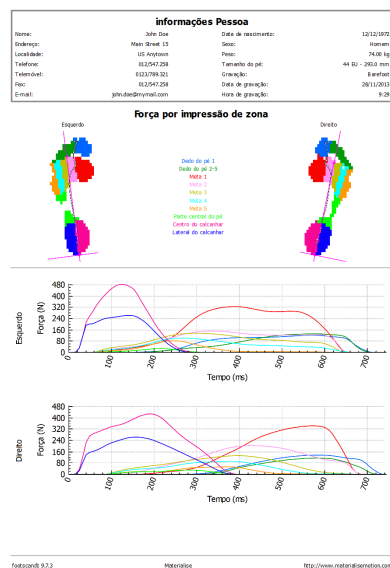 informações Pessoa
Nome: John Doe Data de nascimento: 12/12/1972
Endereço: Main Street 15 Sexo: Homem
Localidade: US Anytown Peso: 74.00 kg
Telefone: 012/547.258 Tamanho do pé: 44 EU - 293.0 mm
Telemóvel: 0123/789.321 Gravação: Barefoot
Fax: 012/547.258 Data de gravação: 28/11/2013
E-mail: john.doe@mymail.com Hora de gravação: 9:29
Força por impressão de zona
Esquerdo Direito
Dedo do pé 1
Dedo do pé 2-5
Meta 1
Meta 2
Meta 3
Meta 4
Meta 5
Parte central do pé
Centro do calcanhar
Lateral do calcanhar
Esquerdo
Força (N)
480
400
320
240
160
80
0
0 100 200 300 400 500 600 700
Tempo (ms)
Direito
Força (N)
480
400
320
240
160
80
0
0 100 200 300 400 500 600 700
Tempo (ms)
footscan® 9.7.3 Materialise http://www.materialisemotion.com